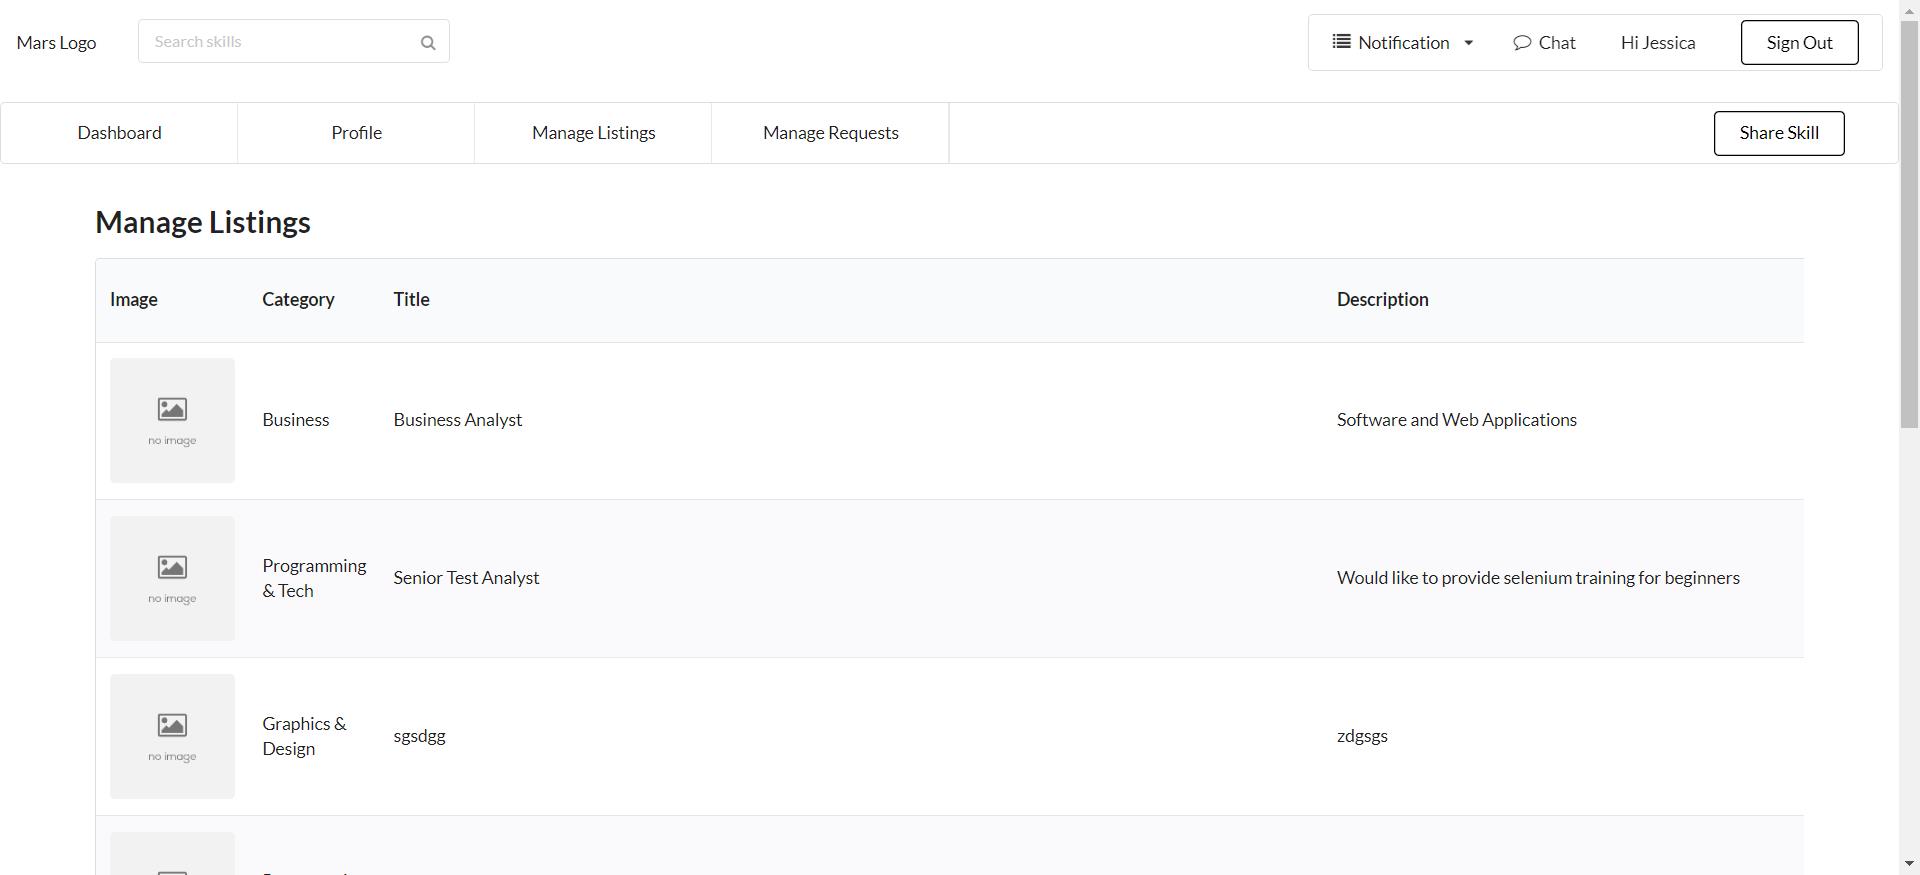 Mars Logo
Search skills
Notification
Chat
Hi Jessica
Sign Out
Dashboard
Profile
Manage Listings
Manage Requests
Share Skill
Manage Listings
Image
Category
Title
Description
no image
Business
Business Analyst
Software and Web Applications
no image
Programming
& Tech
Senior Test Analyst
Would like to provide selenium training for beginners
no image
Graphics &
Design
sgsdgg
zdgsgs